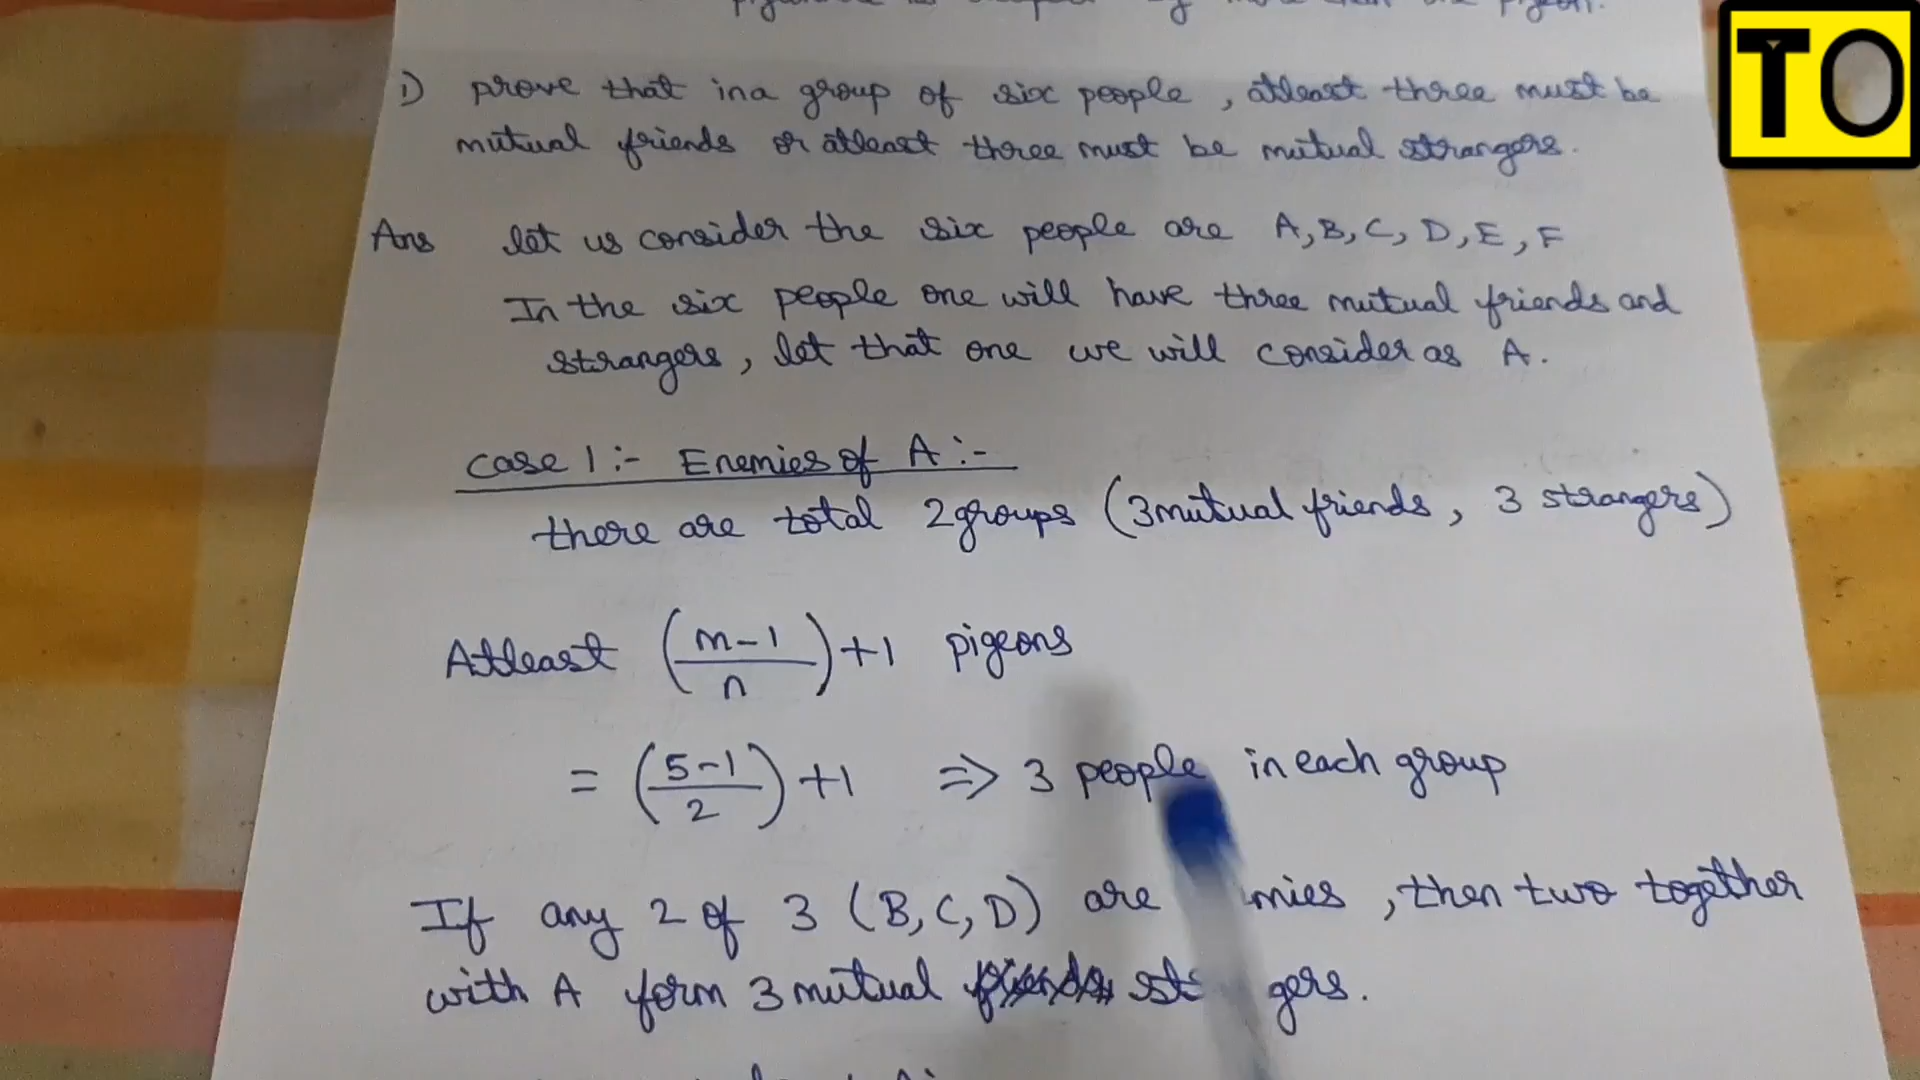 TO
1) prove that in a group of six people, atleast three must be
mutual friends or atleast three must be mutual strangers.
Ans let us consider the six people are A, B, C, D, E, F
In the six people one will have three mutual friends and
strangers, let that one we will consider as A.
case 1 :- Enemies of A :-
there are total 2 groups (3 mutual friends, 3 strangers)
Atleast (m-1/n)+1 pigeons
= (5-1/2)+1 => 3 people in each group
If any 2 of 3 (B, C, D) are mies, then two together
with A form 3 mutual st gers.